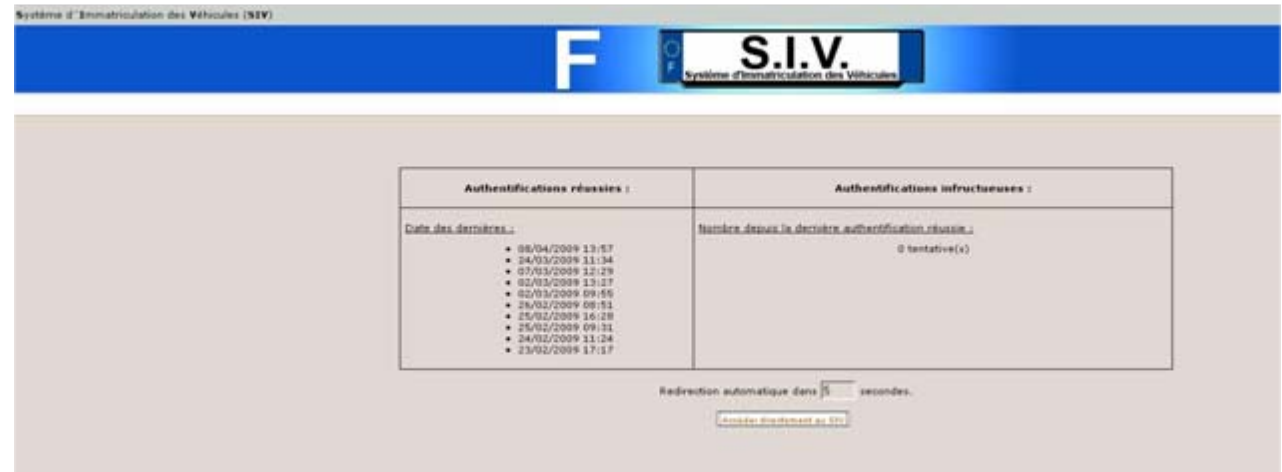 Système d'Immatriculation des Véhicules (SIV)
F
S.I.V.
F
Système d'Immatriculation des Véhicules
Authentifications réussies :
Authentifications infructueuses :
Date des dernières :
Nombre depuis la dernière authentification réussie :
08/04/2009 13:57
0 tentative(s)
24/03/2009 11:34
07/03/2009 12:29
02/03/2009 13:27
02/03/2009 09:55
26/02/2009 08:51
25/02/2009 16:28
25/02/2009 09:31
24/02/2009 11:24
23/02/2009 17:17
Redirection automatique dans 5 secondes.
Accéder directement au SIV